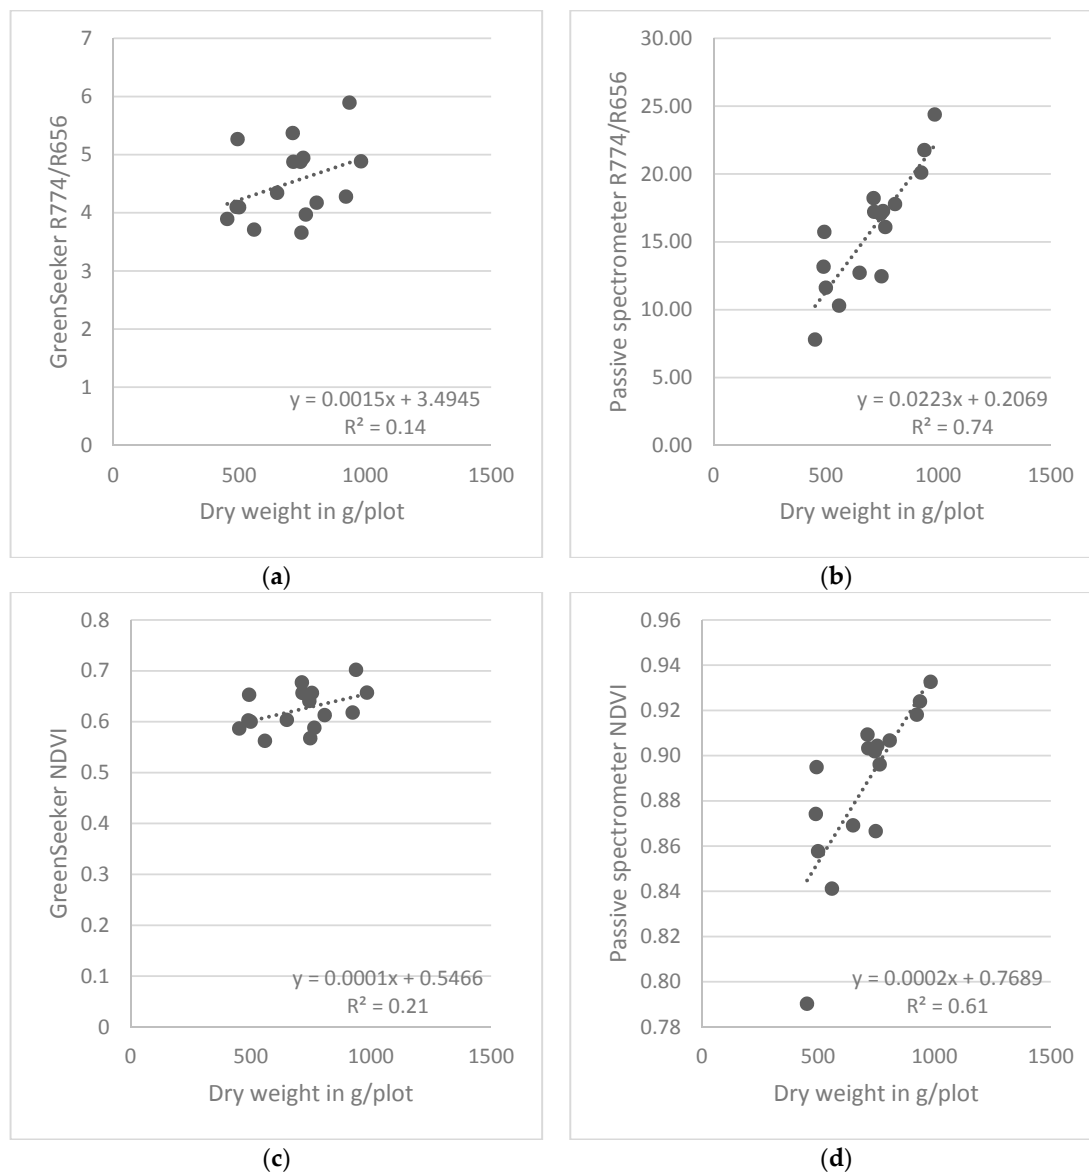 GreenSeeker R774/R656
7
6
5
4
3
2
1
0
y = 0.0015x + 3.4945
R² = 0.14
0 500 1000 1500
Dry weight in g/plot
(a)
Passive spectrometer R774/R656
30.00
25.00
20.00
15.00
10.00
5.00
0.00
y = 0.0223x + 0.2069
R² = 0.74
0 500 1000 1500
Dry weight in g/plot
(b)
GreenSeeker NDVI
0.8
0.7
0.6
0.5
0.4
0.3
0.2
0.1
0
y = 0.0001x + 0.5466
R² = 0.21
0 500 1000 1500
Dry weight in g/plot
(c)
Passive spectrometer NDVI
0.96
0.94
0.92
0.90
0.88
0.86
0.84
0.82
0.80
0.78
y = 0.0002x + 0.7689
R² = 0.61
0 500 1000 1500
Dry weight in g/plot
(d)